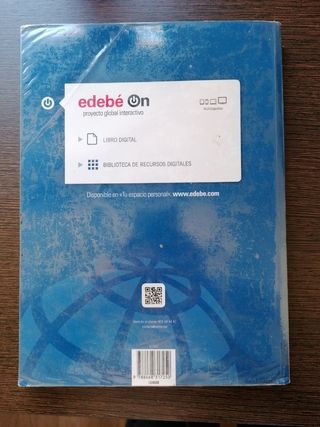 edebé On
proyecto global interactivo
LIBRO DIGITAL
BIBLIOTECA DE RECURSOS DIGITALES
Disponible en «Tu espacio personal». www.edebe.com